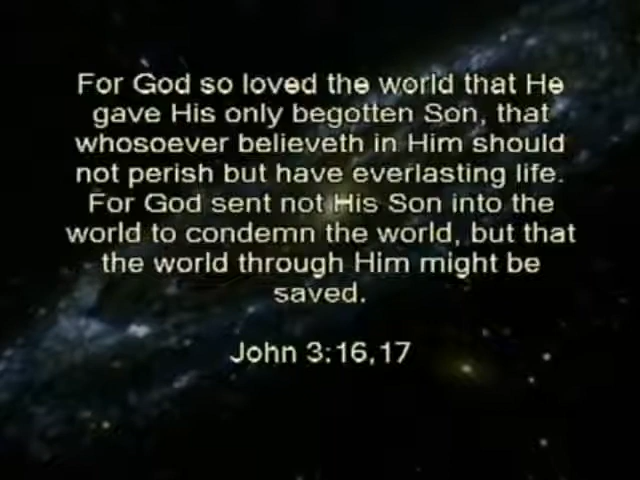 For God so loved the world that He
gave His only begotten Son, that
whosoever believeth in Him should
not perish but have everlasting life.
For God sent not His Son into the
world to condemn the world, but that
the world through Him might be
saved.
John 3:16,17